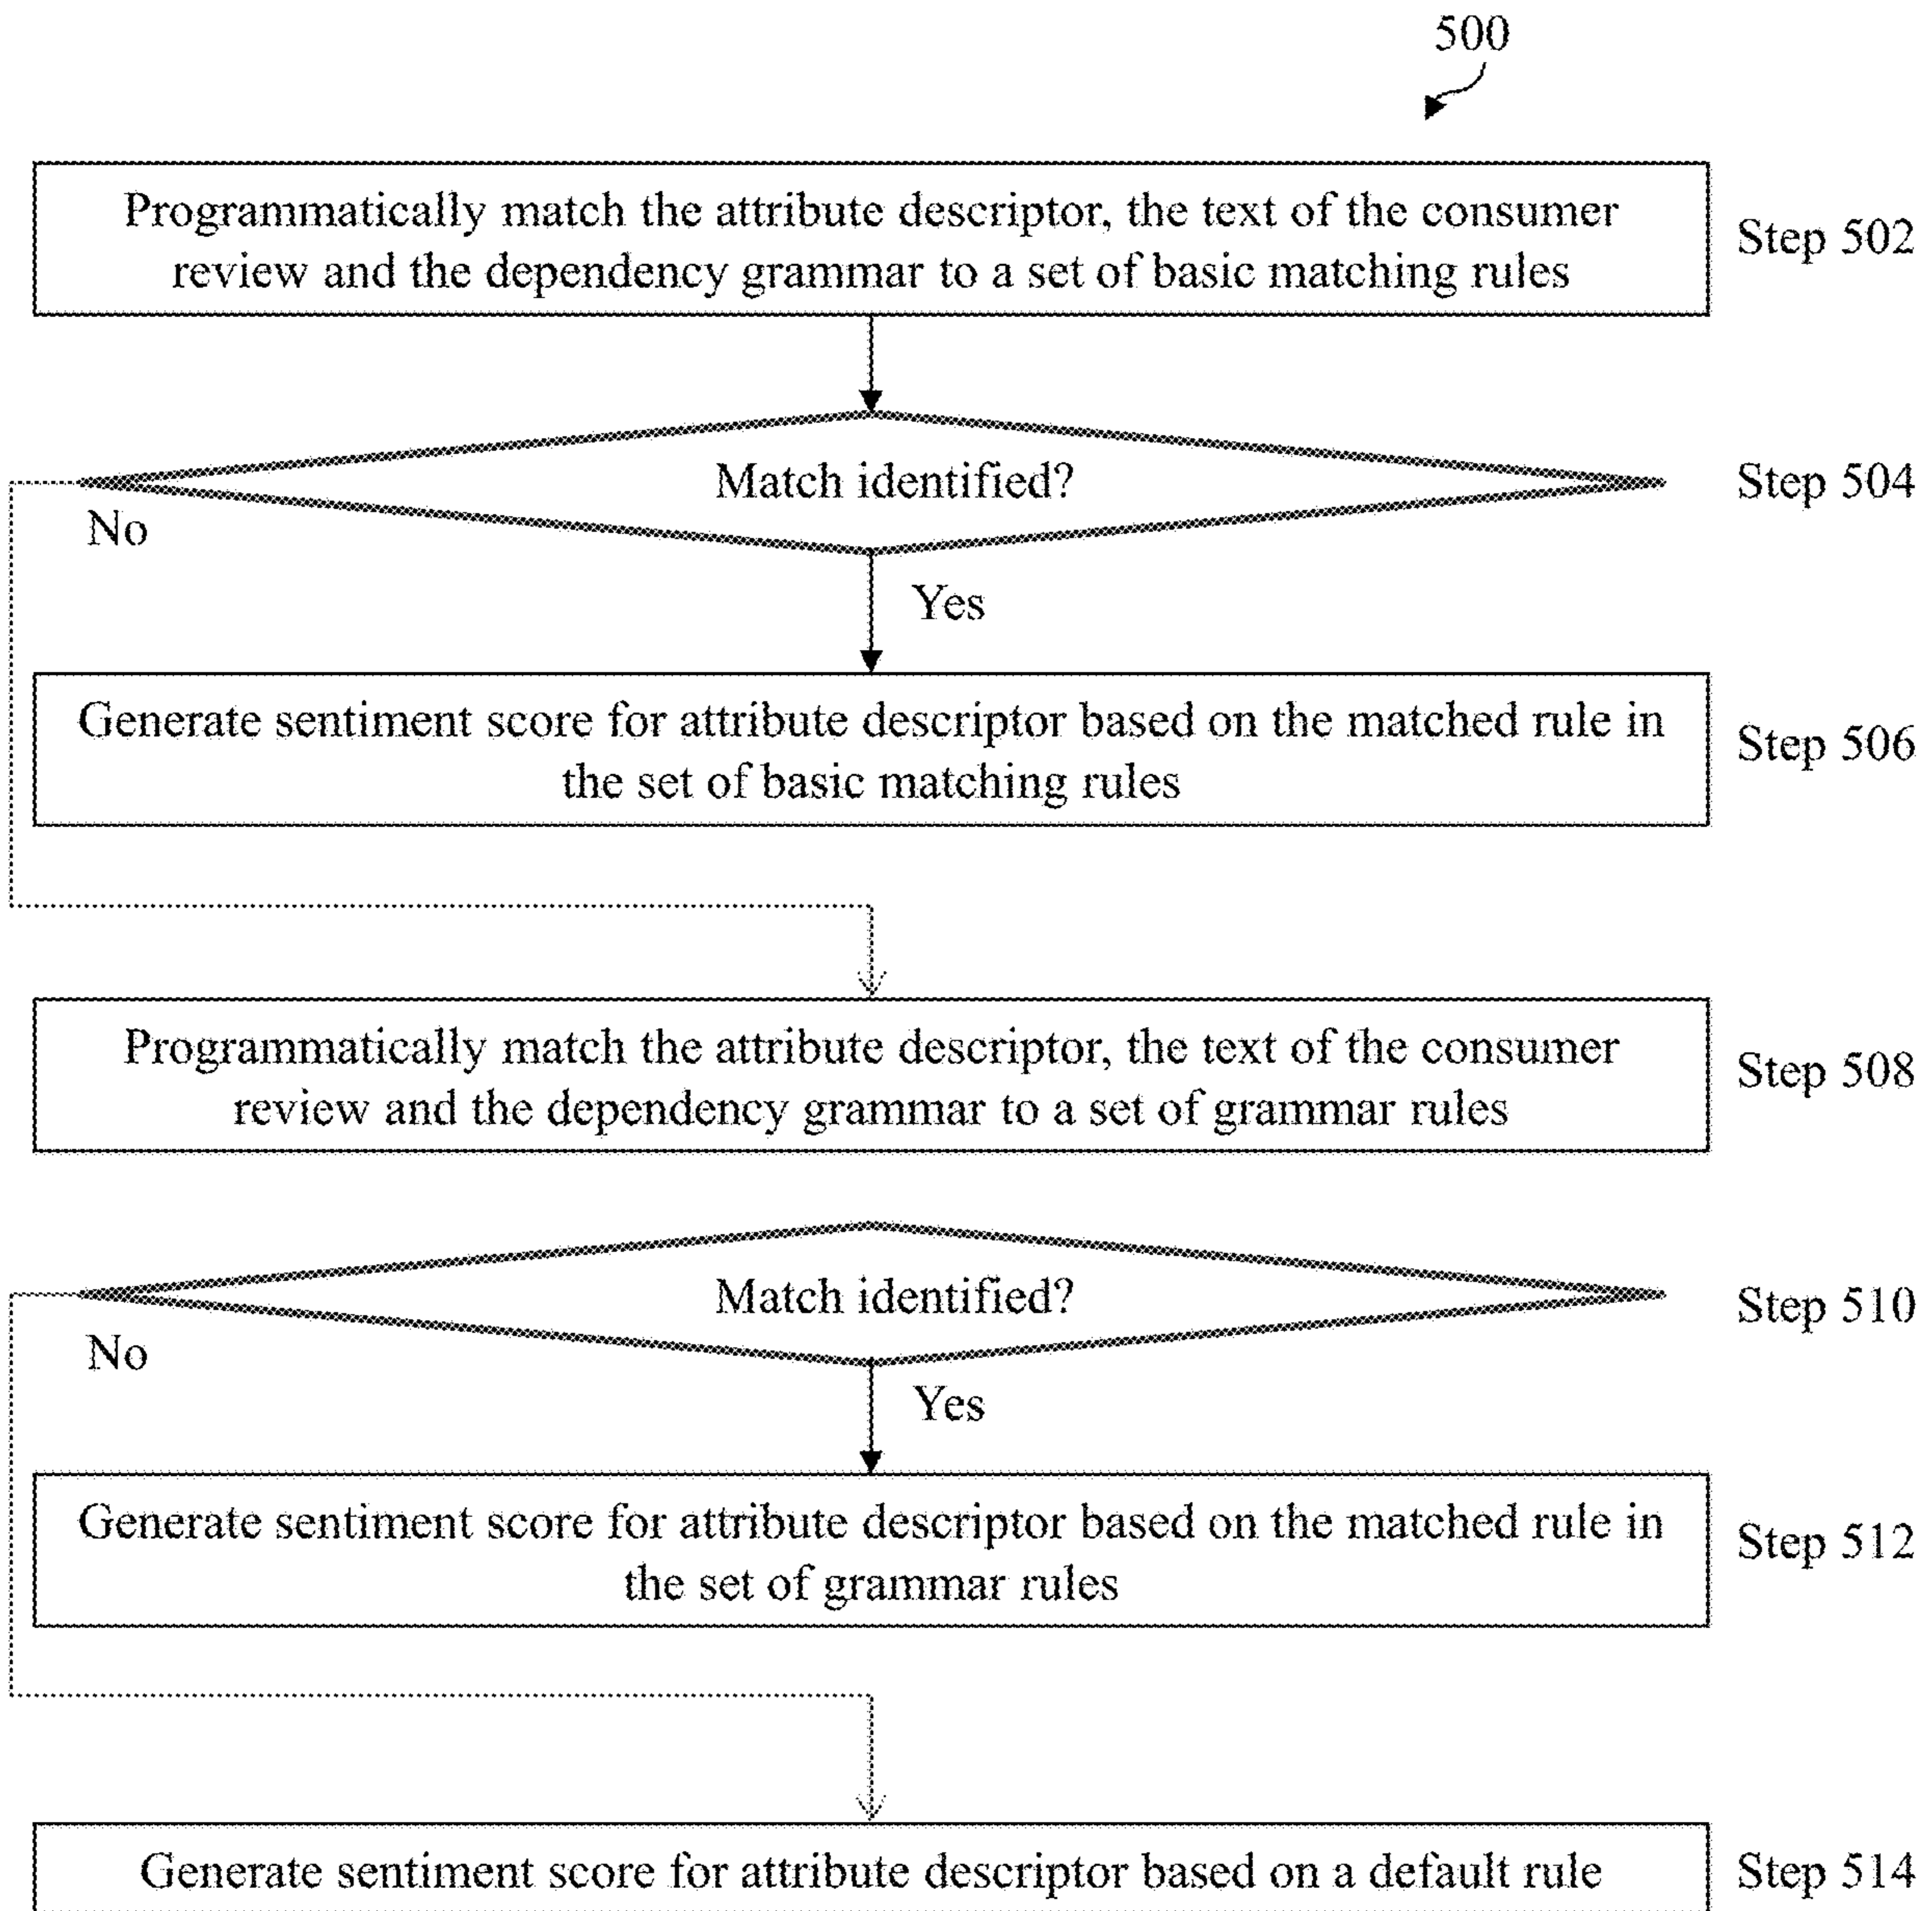 500
Programmatically match the attribute descriptor, the text of the consumer
review and the dependency grammar to a set of basic matching rules
Step 502
Match identified?
Step 504
No
Yes
Generate sentiment score for attribute descriptor based on the matched rule in
the set of basic matching rules
Step 506
Programmatically match the attribute descriptor, the text of the consumer
review and the dependency grammar to a set of grammar rules
Step 508
Match identified?
Step 510
No
Yes
Generate sentiment score for attribute descriptor based on the matched rule in
the set of grammar rules
Step 512
Generate sentiment score for attribute descriptor based on a default rule
Step 514